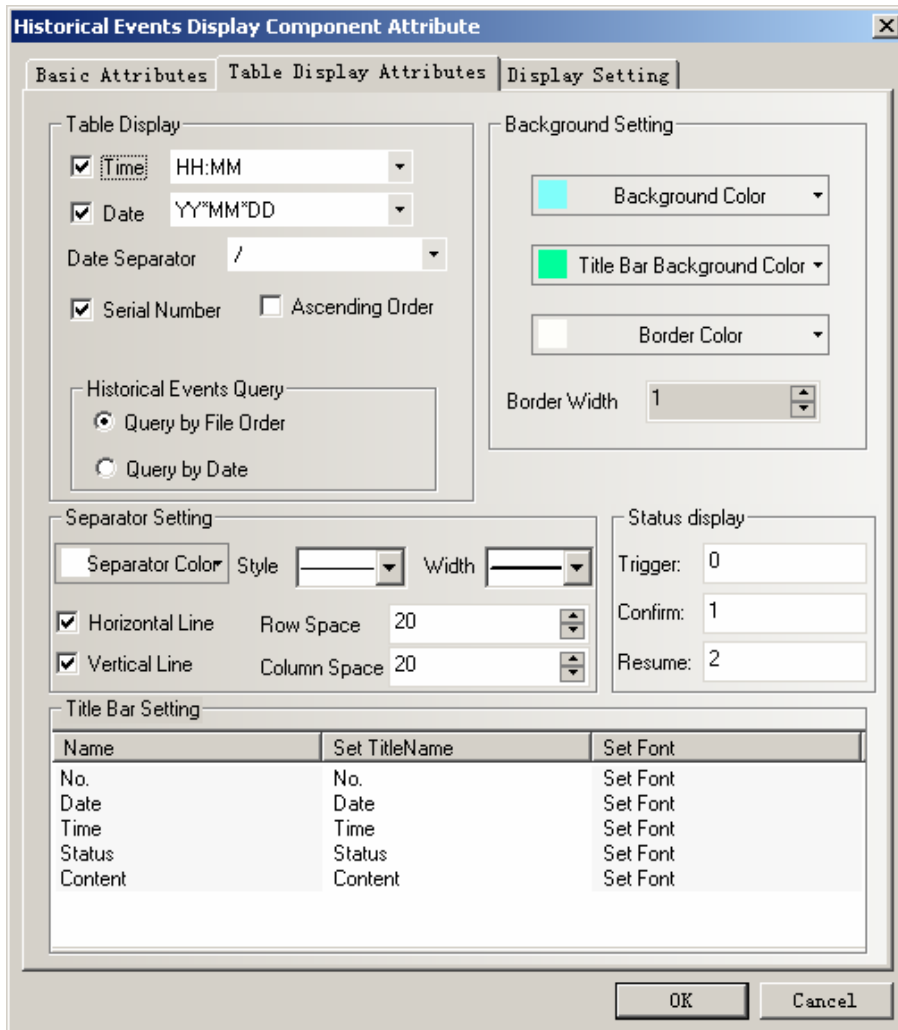 Historical Events Display Component Attribute
Basic Attributes Table Display Attributes Display Setting
Table Display
Time HH:MM
Date YY*MM*DD
Date Separator /
Serial Number Ascending Order
Historical Events Query
Query by File Order
Query by Date
Background Setting
Background Color
Title Bar Background Color
Border Color
Border Width 1
Separator Setting
Separator Color Style Width
Horizontal Line Row Space 20
Vertical Line Column Space 20
Status display
Trigger: 0
Confirm: 1
Resume: 2
Title Bar Setting
Name Set TitleName Set Font
No. No. Set Font
Date Date Set Font
Time Time Set Font
Status Status Set Font
Content Content Set Font
OK Cancel